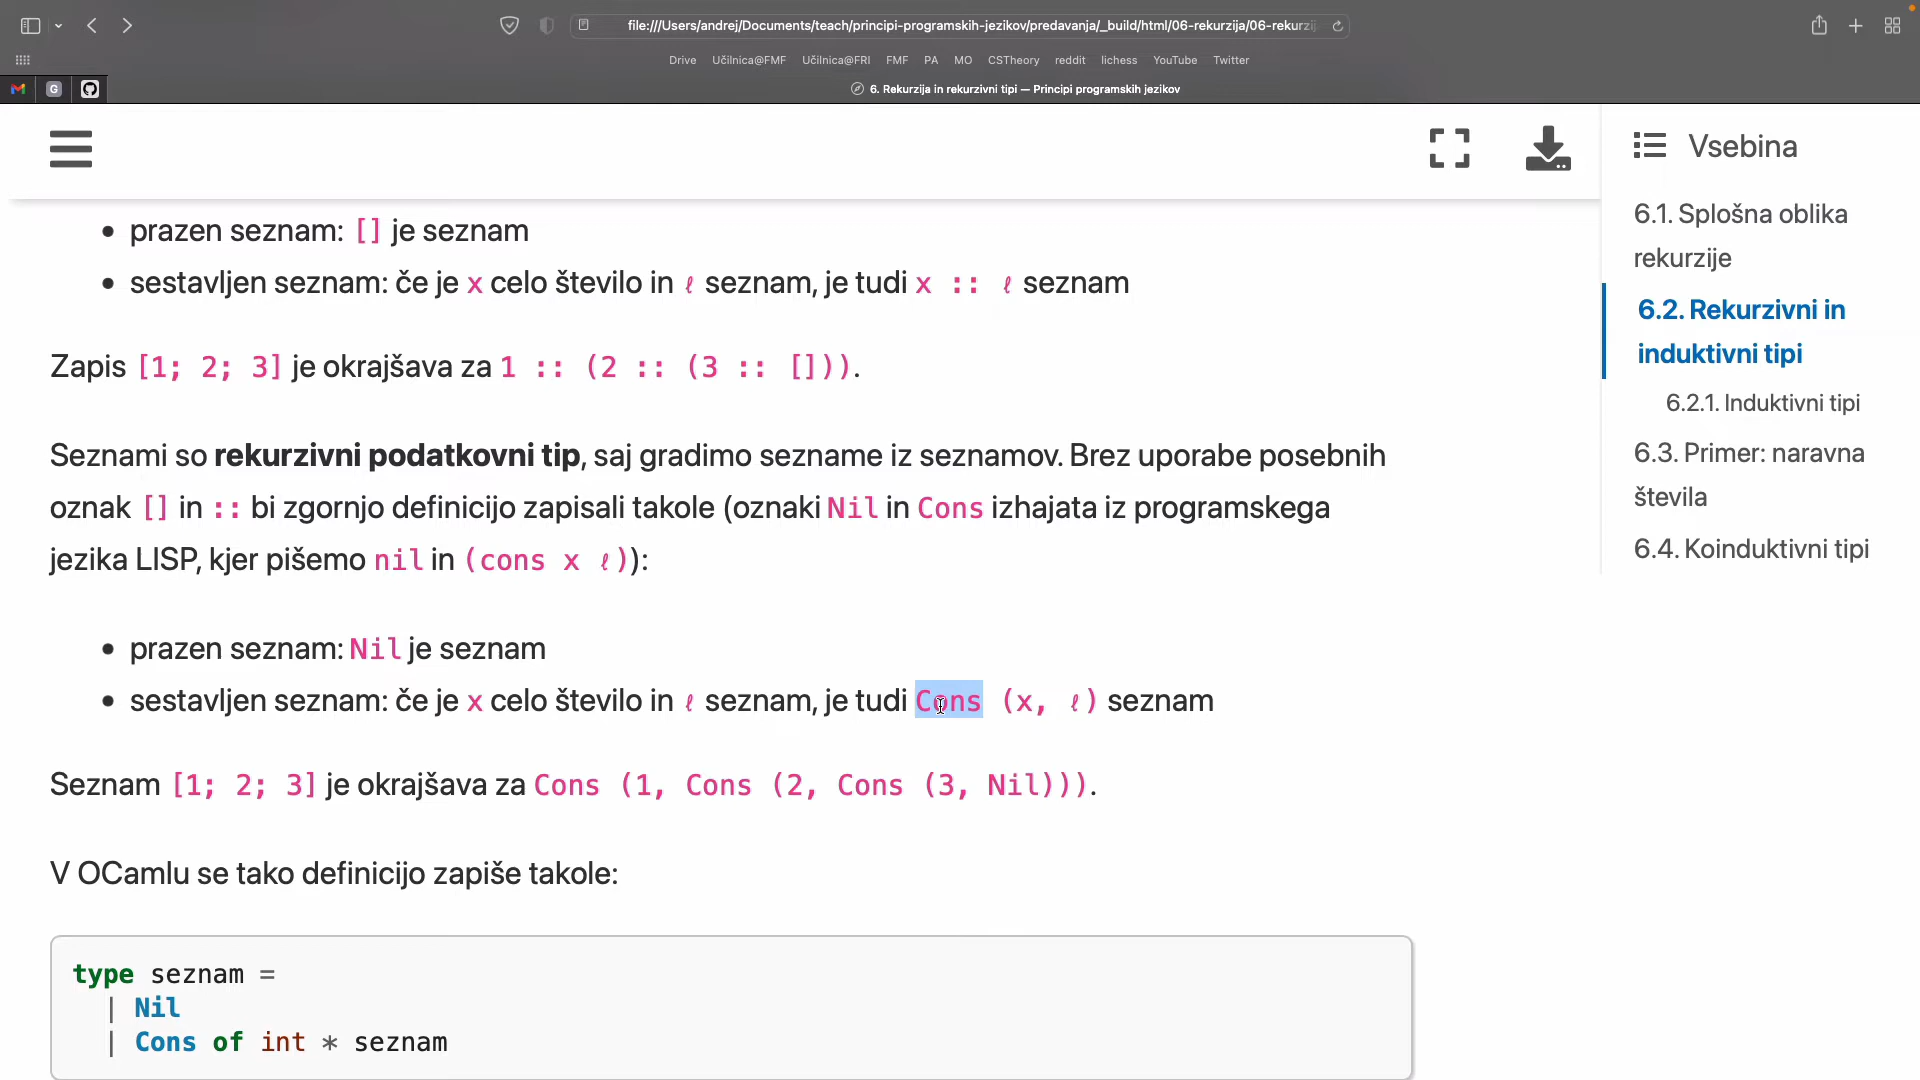 file:///Users/andrej/Documents/teach/principi-programskih-jezikov/predavanja/_build/html/06-rekurzija/06-rekurzij
Drive Učilnica@FMF Učilnica@FRI FMF PA MO CSTheory reddit lichess YouTube Twitter
G
6. Rekurzija in rekurzivni tipi — Principi programskih jezikov
Vsebina
6.1. Splošna oblika
rekurzije
6.2. Rekurzivni in
induktivni tipi
6.2.1. Induktivni tipi
6.3. Primer: naravna
števila
6.4. Koinduktivni tipi
• prazen seznam: [] je seznam
• sestavljen seznam: če je x celo število in ℓ seznam, je tudi x :: ℓ seznam
Zapis [1; 2; 3] je okrajšava za 1 :: (2 :: (3 :: [])).
Seznami so rekurzivni podatkovni tip, saj gradimo sezname iz seznamov. Brez uporabe posebnih
oznak [] in :: bi zgornjo definicijo zapisali takole (oznaki Nil in Cons izhajata iz programskega
jezika LISP, kjer pišemo nil in (cons x ℓ)):
• prazen seznam: Nil je seznam
• sestavljen seznam: če je x celo število in ℓ seznam, je tudi Cons (x, ℓ) seznam
Seznam [1; 2; 3] je okrajšava za Cons (1, Cons (2, Cons (3, Nil))).
V OCamlu se tako definicijo zapiše takole:
type seznam =
| Nil
| Cons of int * seznam